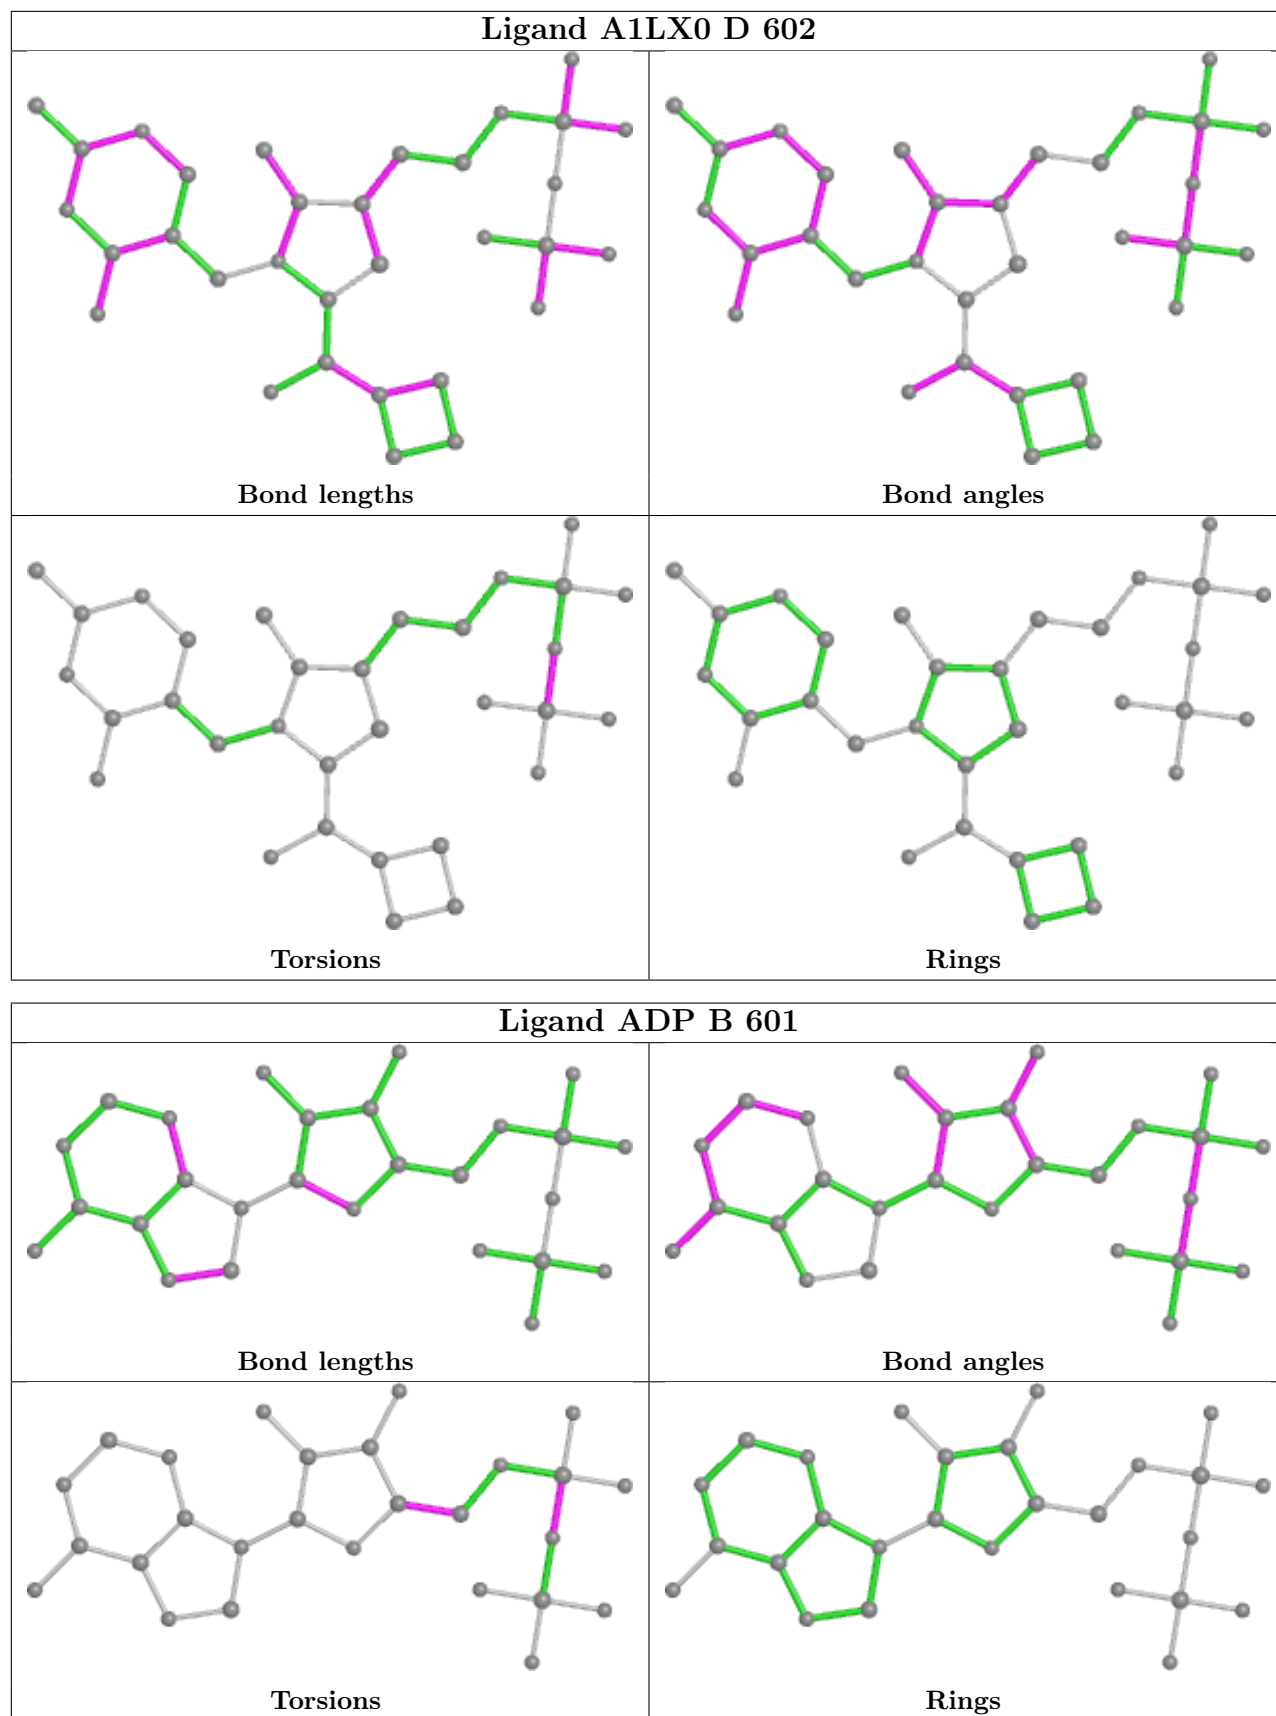 Ligand A1LX0 D 602
Bond lengths
Bond angles
Torsions
Rings
Ligand ADP B 601
Bond lengths
Bond angles
Torsions
Rings